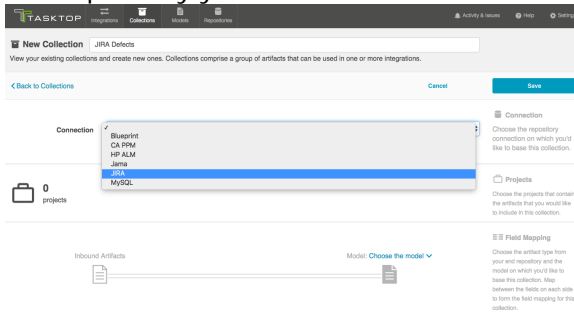 TASKTOP
Integrations
Collections
Models
Repositories
Activity & Issues
Help
Setting
New Collection
JIRA Defects
View your existing collections and create new ones. Collections comprise a group of artifacts that can be used in one or more integrations.
Back to Collections
Cancel
Save
Connection
Blueprint
CA PPM
HP ALM
Jama
JIRA
MySQL
Connection
Choose the repository
connection on which you'd
like to base this collection.
0
projects
Projects
Choose the projects that contain
the artifacts that you would like
to include in this collection.
Inbound Artifacts
Model: Choose the model
Field Mapping
Choose the artifact type from
your end repository and the
model on which you'd like to
base this collection. Map
between the fields on each side
to form the field mapping for this
collection.